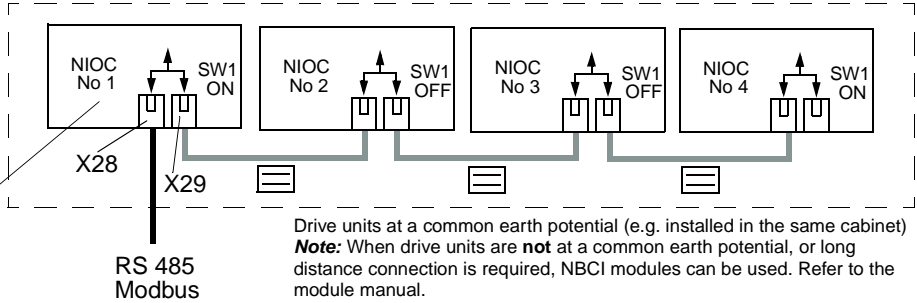 NIOC
No 1
SW1
ON
NIOC
No 2
SW1
OFF
NIOC
No 3
SW1
OFF
NIOC
No 4
SW1
ON
X28
X29
RS 485
Modbus
Drive units at a common earth potential (e.g. installed in the same cabinet)
Note: When drive units are not at a common earth potential, or long
distance connection is required, NBCI modules can be used. Refer to the
module manual.